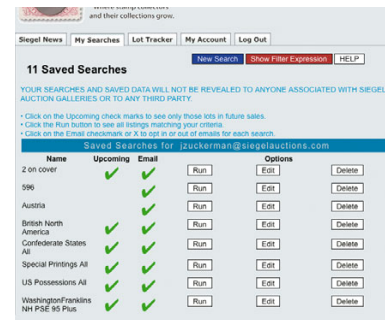 where stamp collectors
and their collections grow.
Siegel News My Searches Lot Tracker My Account Log Out
New Search Show Filter Expression HELP
11 Saved Searches
YOUR SEARCHES AND SAVED DATA WILL NOT BE REVEALED TO ANYONE ASSOCIATED WITH SIEGEL
AUCTION GALLERIES OR TO ANY THIRD PARTY.
• Click on the Upcoming check marks to see only those lots in future sales.
• Click the Run button to see all listings matching your criteria.
• Click on the Email checkmark or X to opt in or out of emails for each search.
Saved Searches for jzuckerman@siegelauctions.com
Name Upcoming Email Options
2 on cover Run Edit Delete
596 Run Edit Delete
Austria Run Edit Delete
British North
America Run Edit Delete
Confederate States
All Run Edit Delete
Special Printings All Run Edit Delete
US Possessions All Run Edit Delete
WashingtonFranklins
NH PSE 95 Plus Run Edit Delete